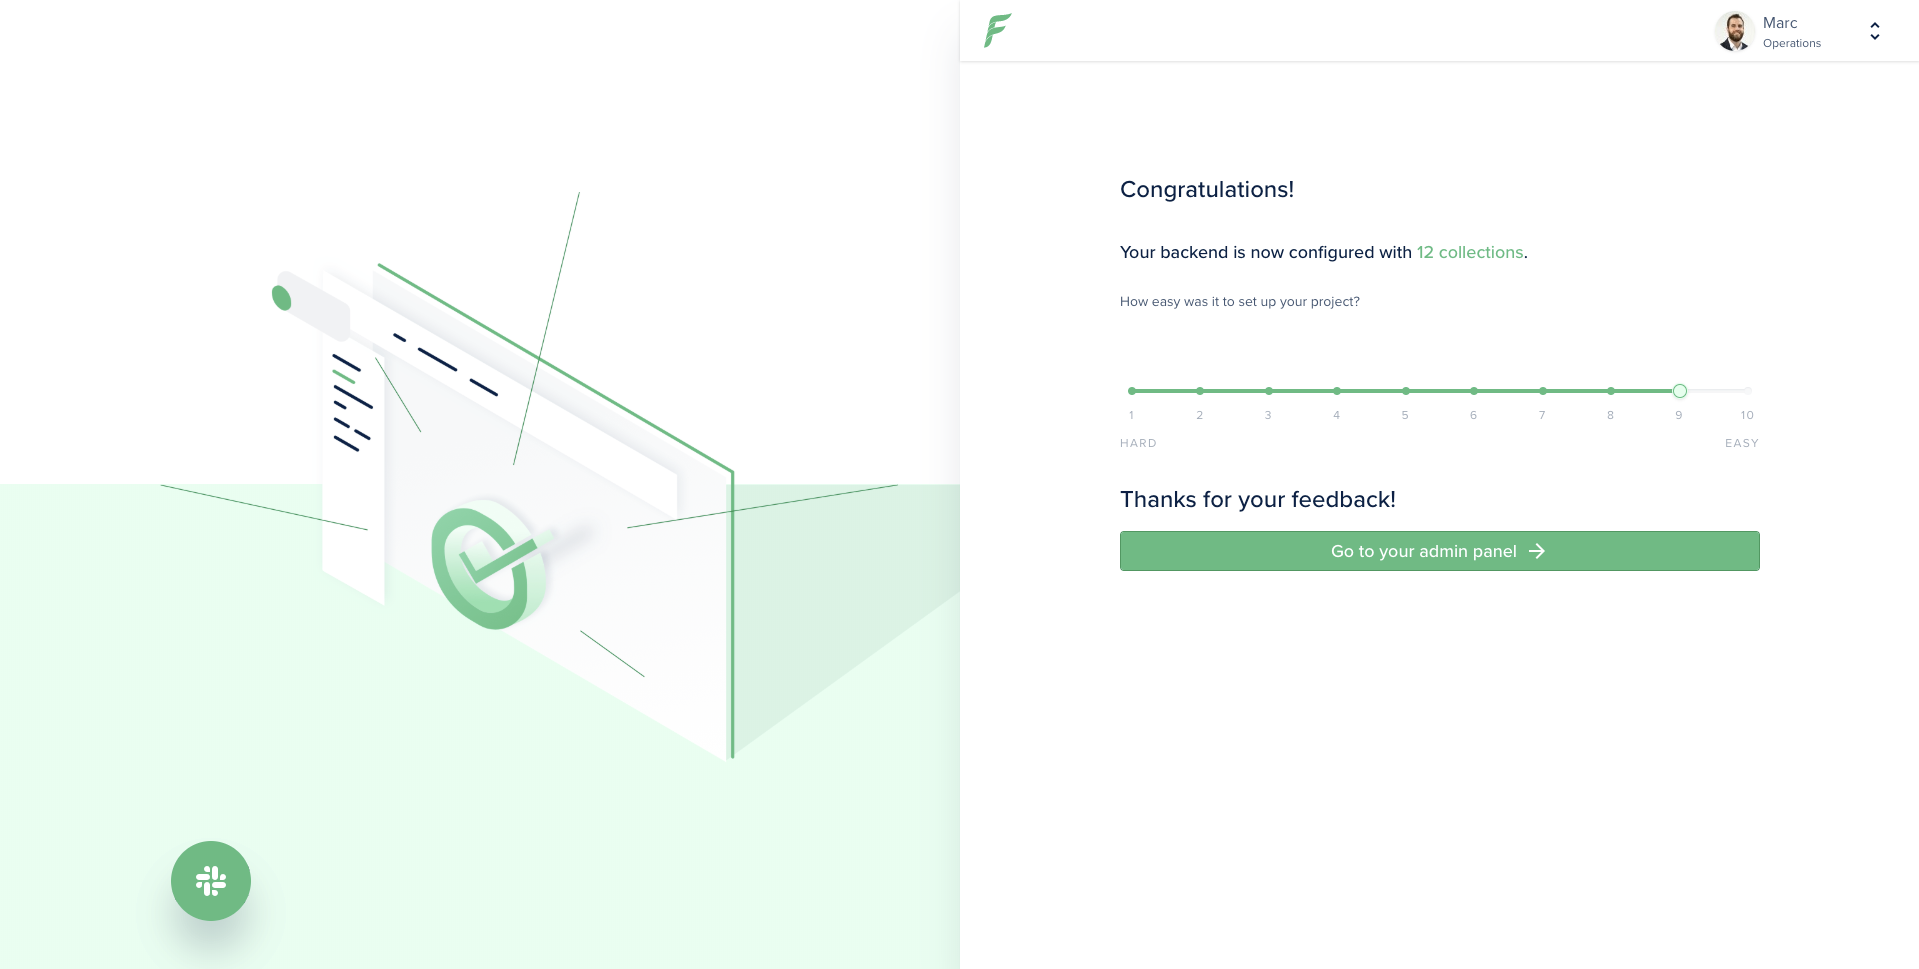 Marc
Operations
Congratulations!
Your backend is now configured with 12 collections.
How easy was it to set up your project?
1 2 3 4 5 6 7 8 9 10
HARD EASY
Thanks for your feedback!
Go to your admin panel →